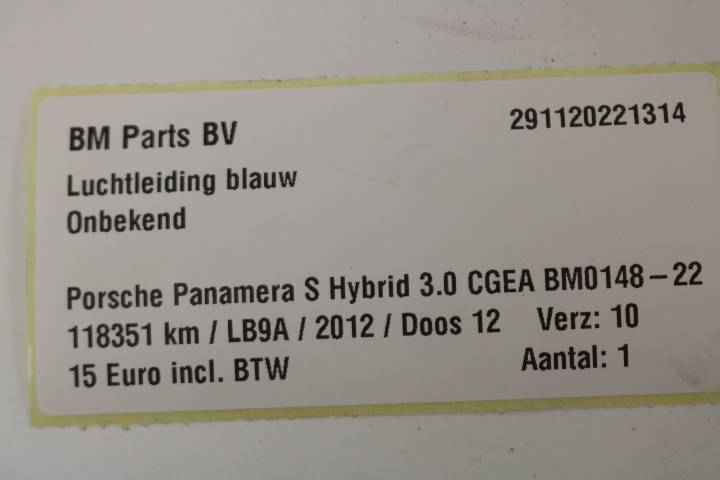 BM Parts BV 291120221314
Luchtleiding blauw
Onbekend
Porsche Panamera S Hybrid 3.0 CGEA BM0148-22
118351 km / LB9A / 2012 / Doos 12 Verz: 10
15 Euro incl. BTW Aantal: 1